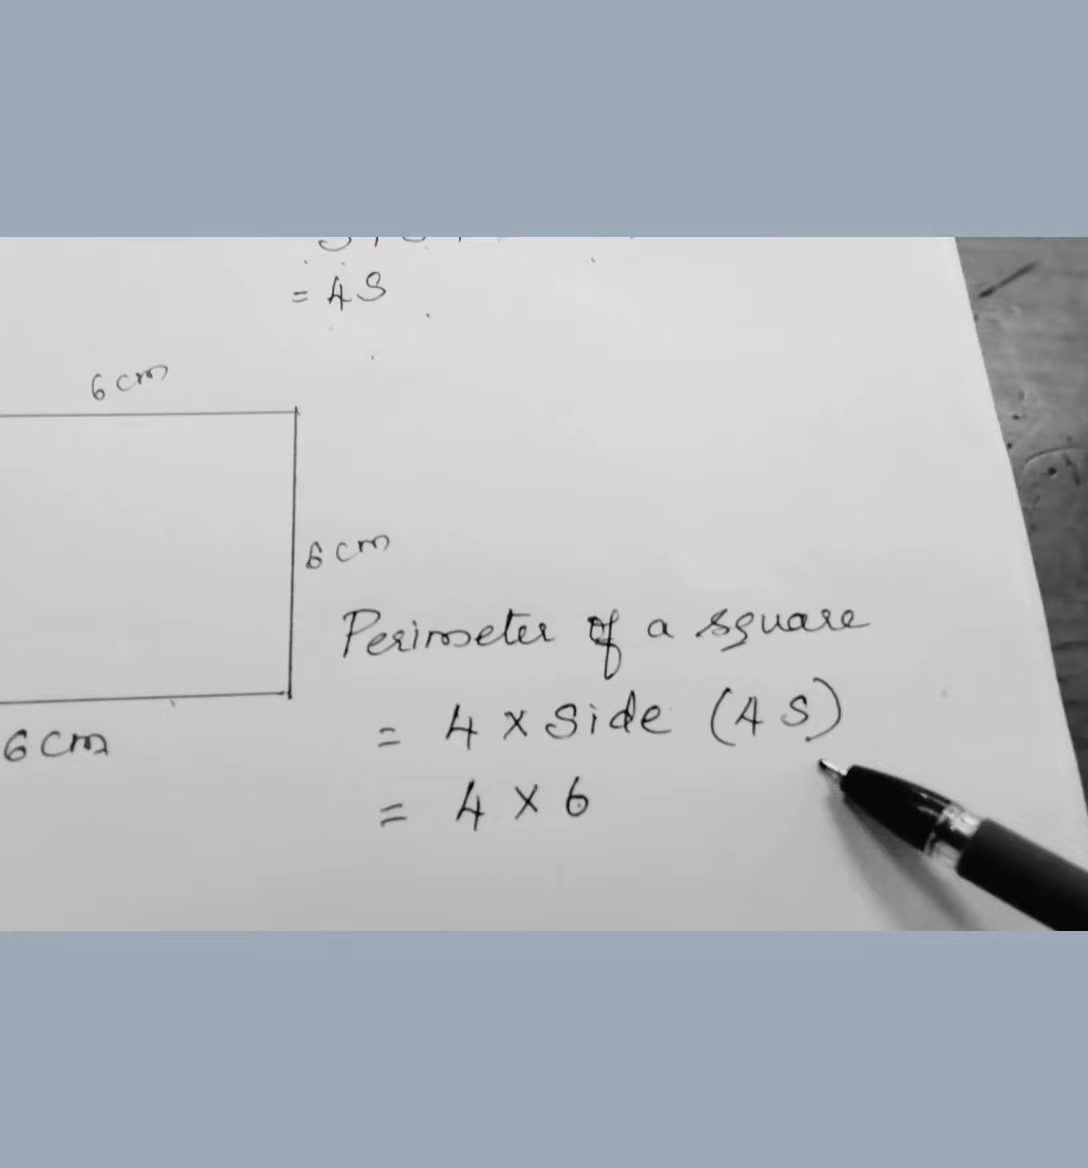 = 4S
6 cm
6 cm
Perimeter of a square
= 4 × Side (4 S)
6 cm
= 4 × 6